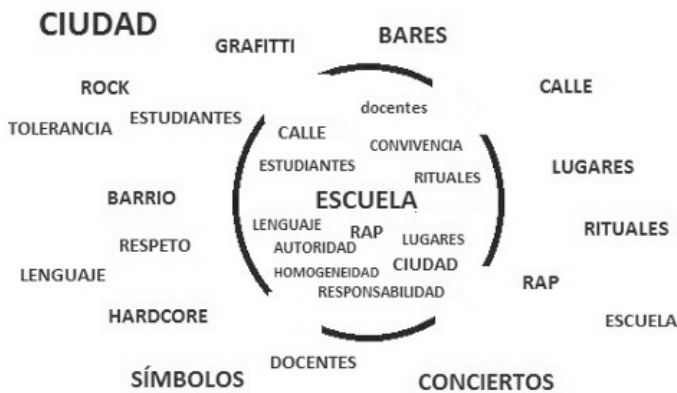 CIUDAD
GRAFITTI
BARES
ROCK
CALLE
TOLERANCIA
ESTUDIANTES
docentes
CALLE
CONVIVENCIA
ESTUDIANTES
RITUALES
LUGARES
BARRIO
ESCUELA
LENGUAJE
RAP
LUGARES
RITUALES
RESPETO
AUTORIDAD
CIUDAD
LENGUAJE
HOMOGENEIDAD
RAP
RESPONSABILIDAD
HARDCORE
ESCUELA
DOCENTES
SÍMBOLOS
CONCIERTOS